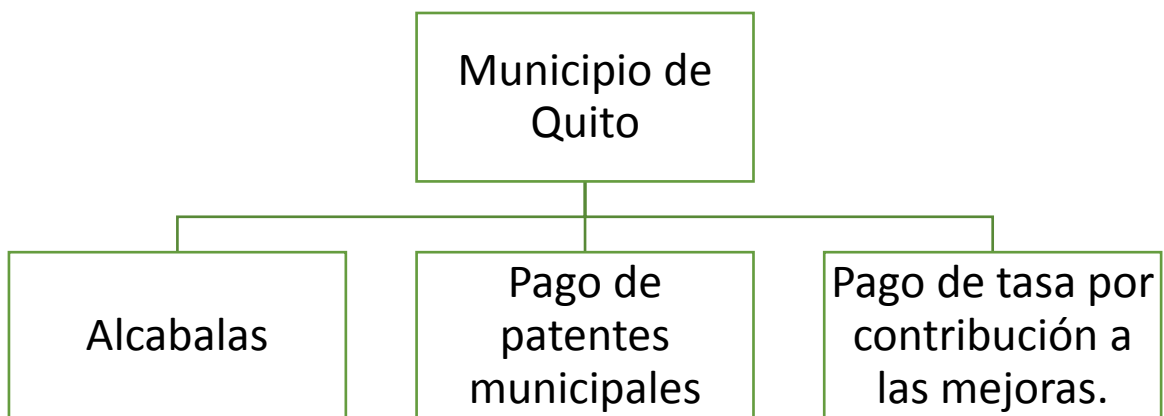 Municipio de
Quito
Alcabalas
Pago de
patentes
municipales
Pago de tasa por
contribución a
las mejoras.